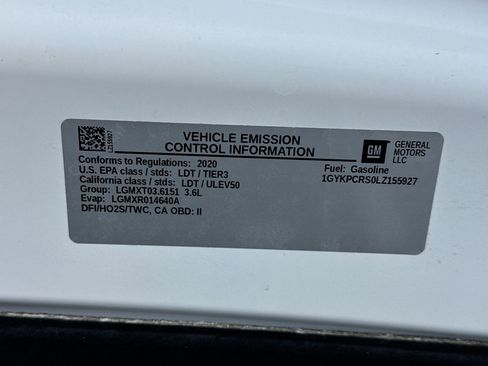 LZ155927
VEHICLE EMISSION
CONTROL INFORMATION
GM
GENERAL
MOTORS
LLC
Conforms to Regulations: 2020
U.S. EPA class / stds: LDT / TIER3
California class / stds: LDT / ULEV50
Group: LGMXT03.6151 3.6L
Evap: LGMXR014640A
DFI/HO2S/TWC, CA OBD: II
Fuel: Gasoline
1GYKPCRS0LZ155927